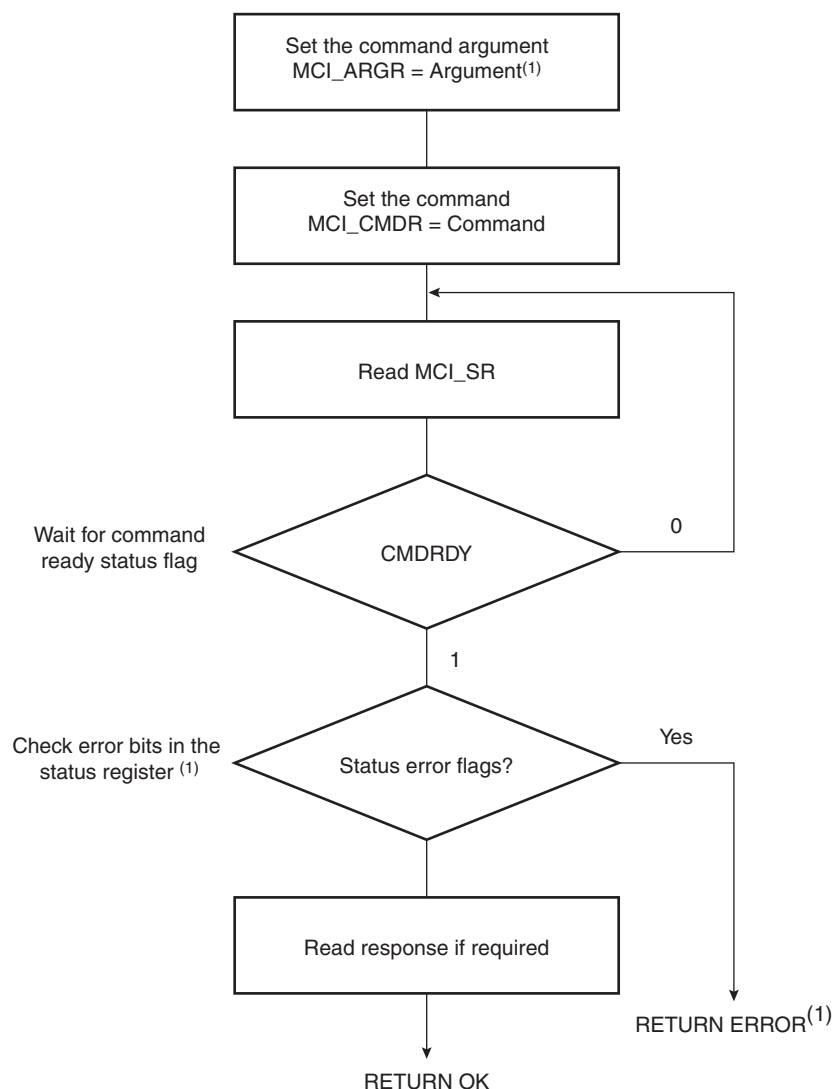 Set the command argument
MCI_ARGR = Argument(1)
Set the command
MCI_CMDR = Command
Read MCI_SR
Wait for command
ready status flag
CMDRDY
0
1
Check error bits in the
status register (1)
Status error flags?
Yes
Read response if required
RETURN ERROR(1)
RETURN OK